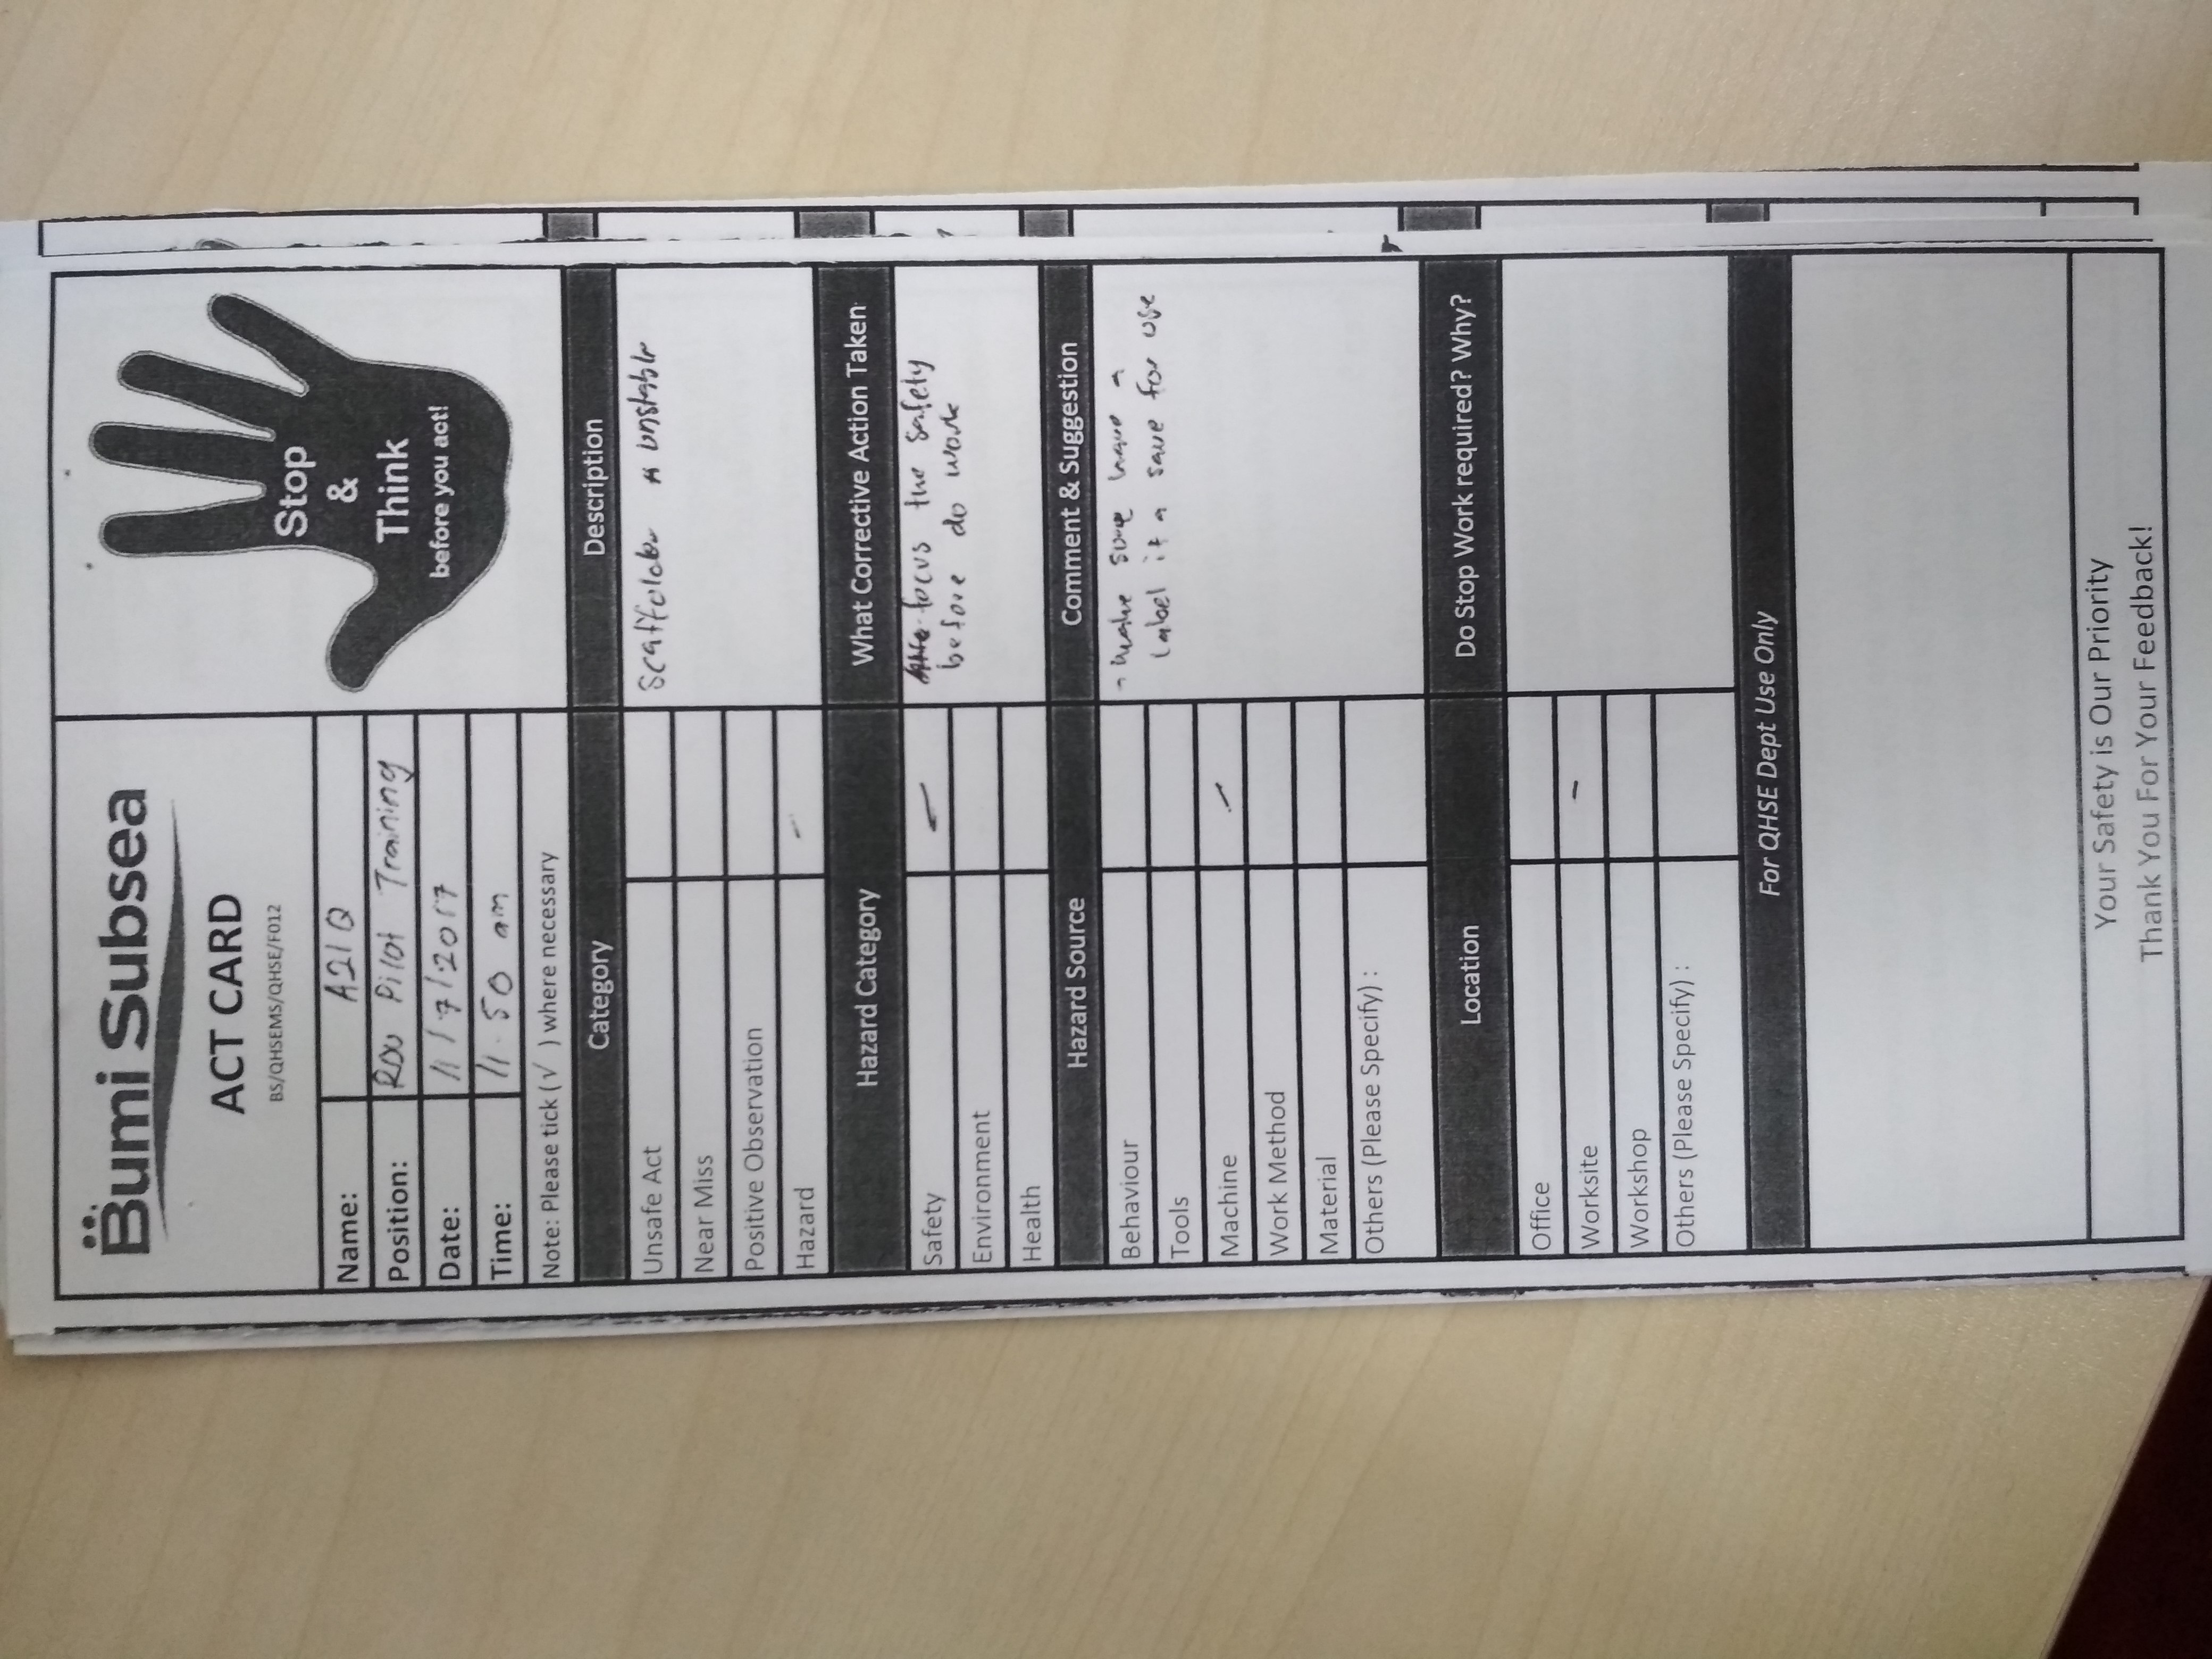 Bumi Subsea
ACT CARD
BS/QHSEMS/QHSE/F012
Stop
&
Think
before you act!
Name: A2IQ
Position: Rov Pilot Training
Date: 11/7/2017
Time: 11.50 am
Note: Please tick (√ ) where necessary
Category Description
Unsafe Act
Near Miss
Positive Observation
Hazard
unstable
Hazard Category What Corrective Action Taken
Safety
Environment
Health
focus the safety
before do work
Hazard Source Comment & Suggestion
Behaviour
Tools
Machine
Work Method
Material
Others (Please Specify) :
- make sure have a
label it a save for use
Location Do Stop Work required? Why?
Office
Worksite
Workshop
Others (Please Specify) :
For QHSE Dept Use Only
Your Safety is Our Priority
Thank You For Your Feedback!